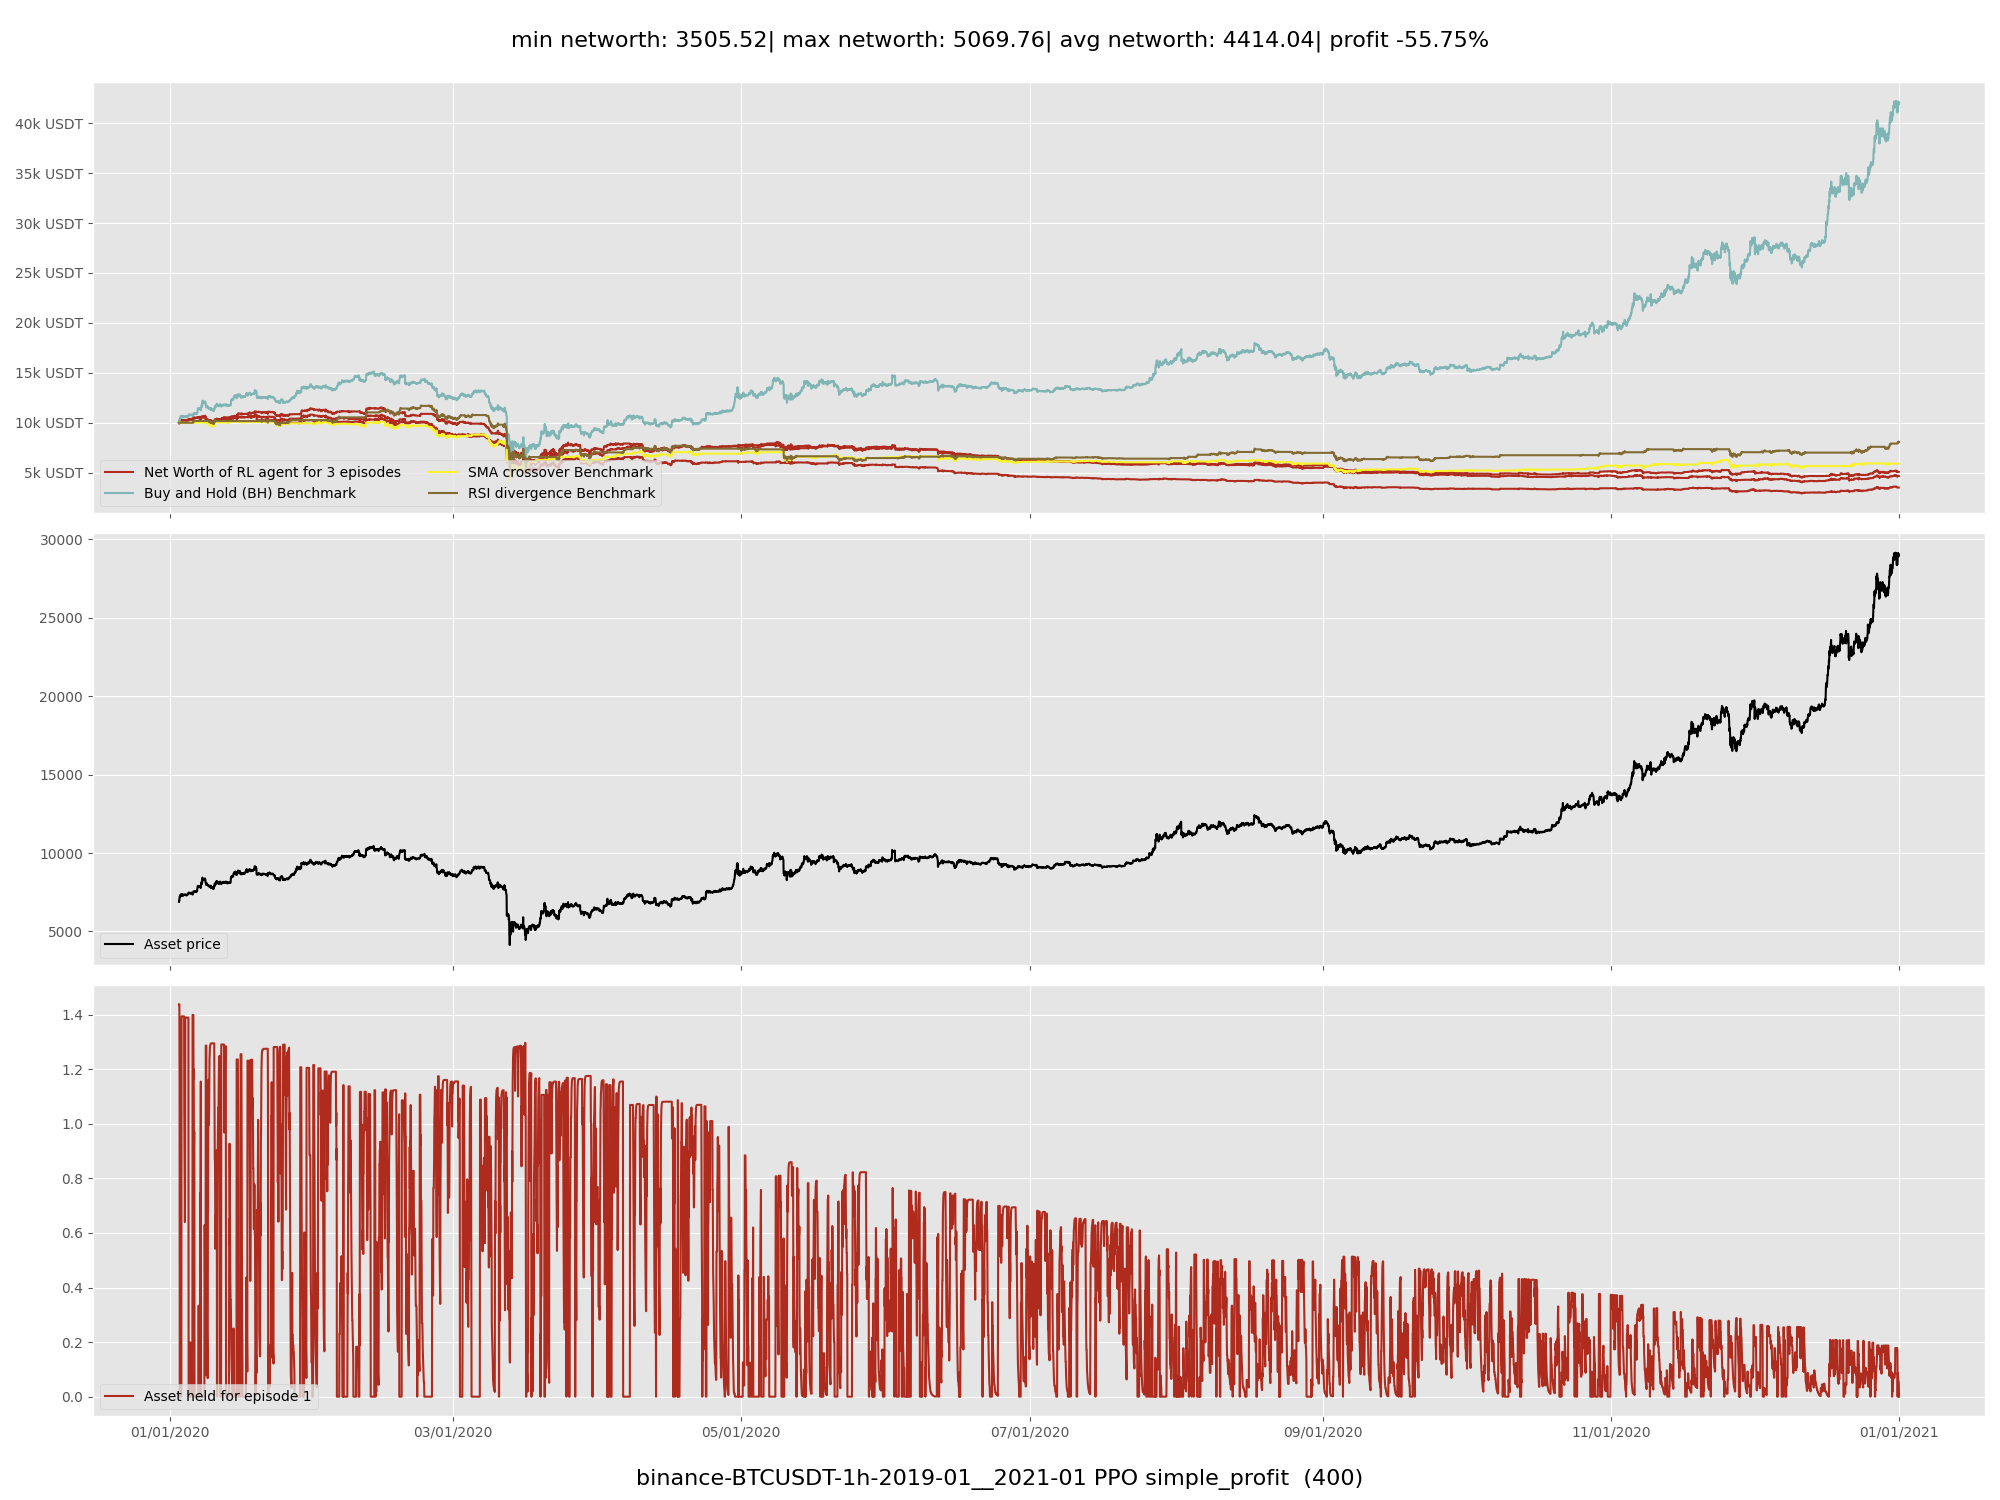 min networth: 3505.52| max networth: 5069.76| avg networth: 4414.04| profit -55.75%
40k USDT
35k USDT
30k USDT
25k USDT
20k USDT
15k USDT
10k USDT
5k USDT
Net Worth of RL agent for 3 episodes
Buy and Hold (BH) Benchmark
SMA crossover Benchmark
RSI divergence Benchmark
30000
25000
20000
15000
10000
5000
Asset price
1.4
1.2
1.0
0.8
0.6
0.4
0.2
0.0
Asset held for episode 1
01/01/2020 03/01/2020 05/01/2020 07/01/2020 09/01/2020 11/01/2020 01/01/2021
binance-BTCUSDT-1h-2019-01__2021-01 PPO simple_profit  (400)